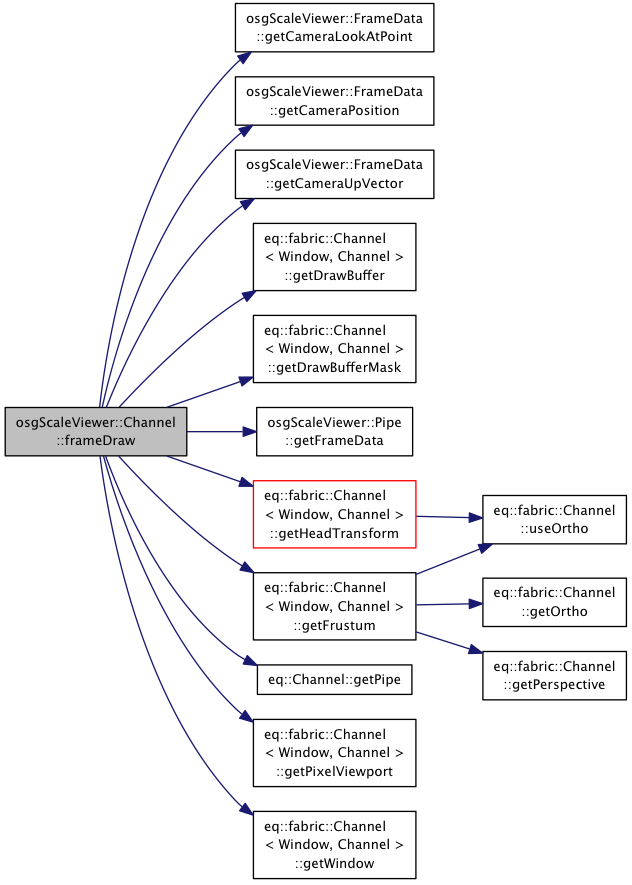 osgScaleViewer::FrameData
::getCameraLookAtPoint
osgScaleViewer::FrameData
::getCameraPosition
osgScaleViewer::FrameData
::getCameraUpVector
eq::fabric::Channel
< Window, Channel >
::getDrawBuffer
eq::fabric::Channel
< Window, Channel >
::getDrawBufferMask
osgScaleViewer::Channel
::frameDraw
osgScaleViewer::Pipe
::getFrameData
eq::fabric::Channel
< Window, Channel >
::getHeadTransform
eq::fabric::Channel
::useOrtho
eq::fabric::Channel
< Window, Channel >
::getFrustum
eq::fabric::Channel
::getOrtho
eq::fabric::Channel
::getPerspective
eq::Channel::getPipe
eq::fabric::Channel
< Window, Channel >
::getPixelViewport
eq::fabric::Channel
< Window, Channel >
::getWindow